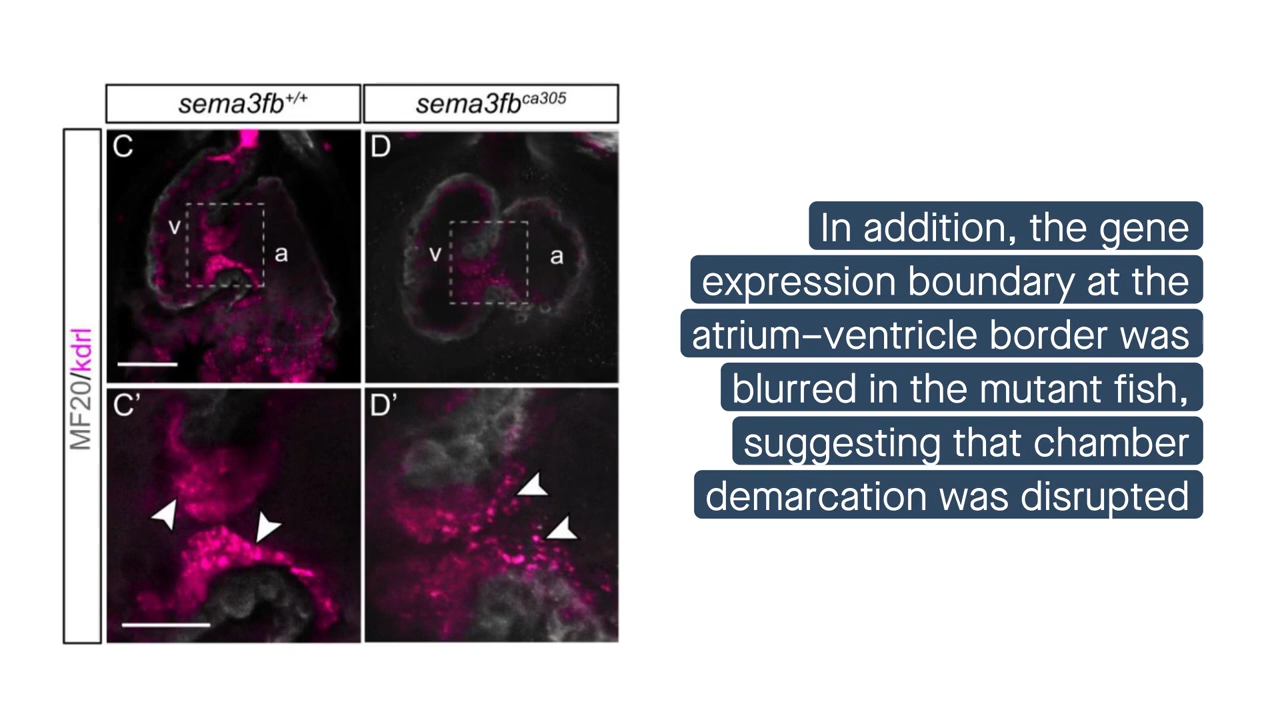 sema3fb+/+
sema3fbca305
MF20/kdrl
C
v
a
D
v
a
C’
D’
In addition, the gene
expression boundary at the
atrium–ventricle border was
blurred in the mutant fish,
suggesting that chamber
demarcation was disrupted